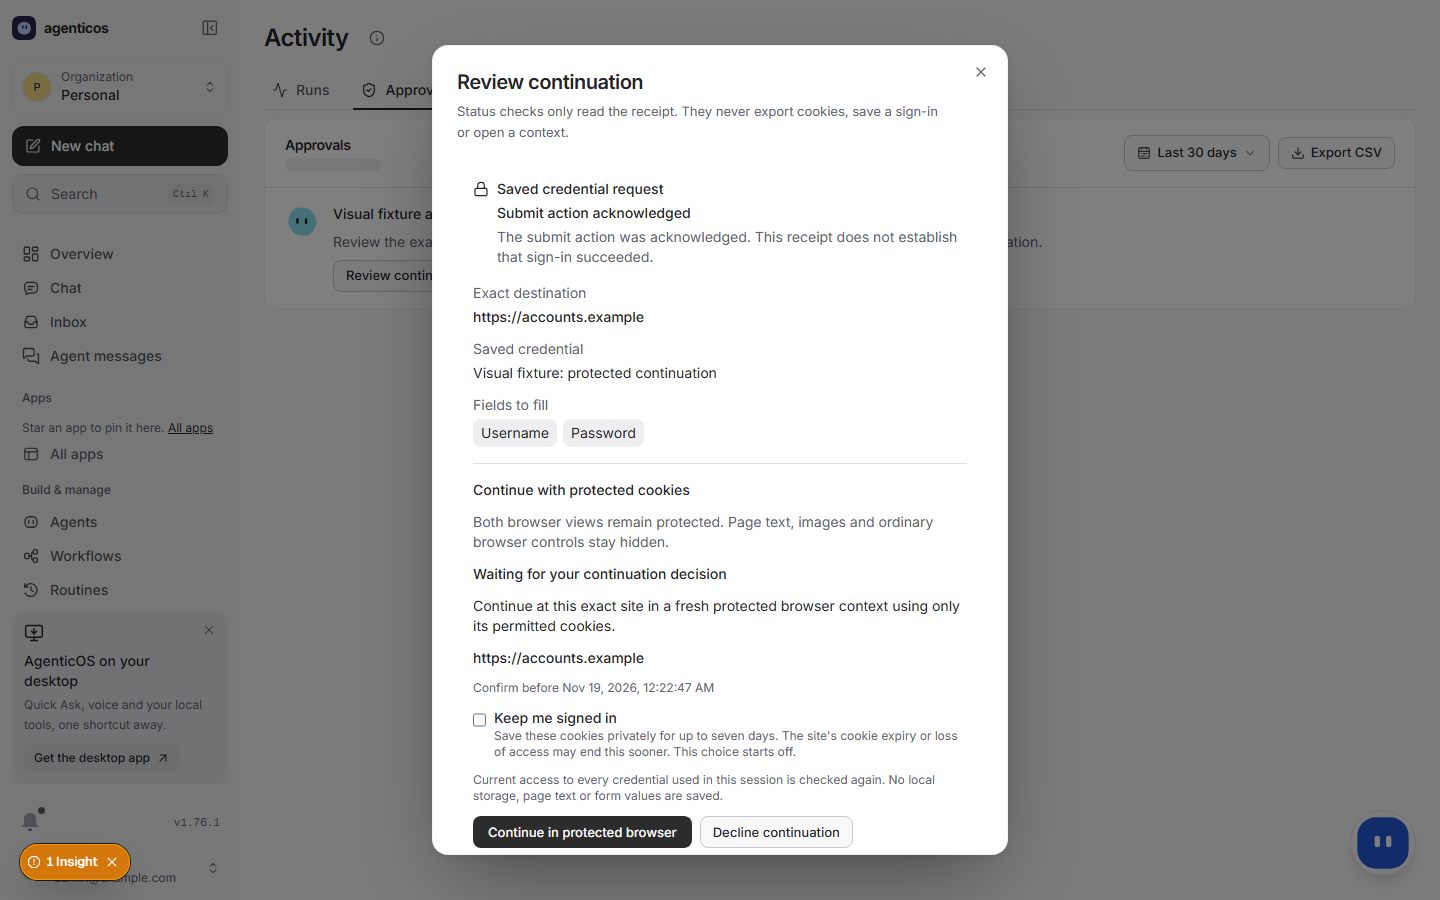 agenticos
Organization
P
Personal
New chat
Search
Ctrl K
Overview
Chat
Inbox
Agent messages
Apps
Star an app to pin it here. All apps
All apps
Build & manage
Agents
Workflows
Routines
AgenticOS on your
desktop
Quick Ask, voice and your local
tools, one shortcut away.
Get the desktop app
v1.76.1
1 Insight
Activity
Runs
Approvals
Last 30 days
Export CSV
Visual fixture a
Review the exa
ation.
Review contin
Review continuation
Status checks only read the receipt. They never export cookies, save a sign-in
or open a context.
Saved credential request
Submit action acknowledged
The submit action was acknowledged. This receipt does not establish
that sign-in succeeded.
Exact destination
https://accounts.example
Saved credential
Visual fixture: protected continuation
Fields to fill
Username
Password
Continue with protected cookies
Both browser views remain protected. Page text, images and ordinary
browser controls stay hidden.
Waiting for your continuation decision
Continue at this exact site in a fresh protected browser context using only
its permitted cookies.
https://accounts.example
Confirm before Nov 19, 2026, 12:22:47 AM
Keep me signed in
Save these cookies privately for up to seven days. The site's cookie expiry or loss
of access may end this sooner. This choice starts off.
Current access to every credential used in this session is checked again. No local
storage, page text or form values are saved.
Continue in protected browser
Decline continuation